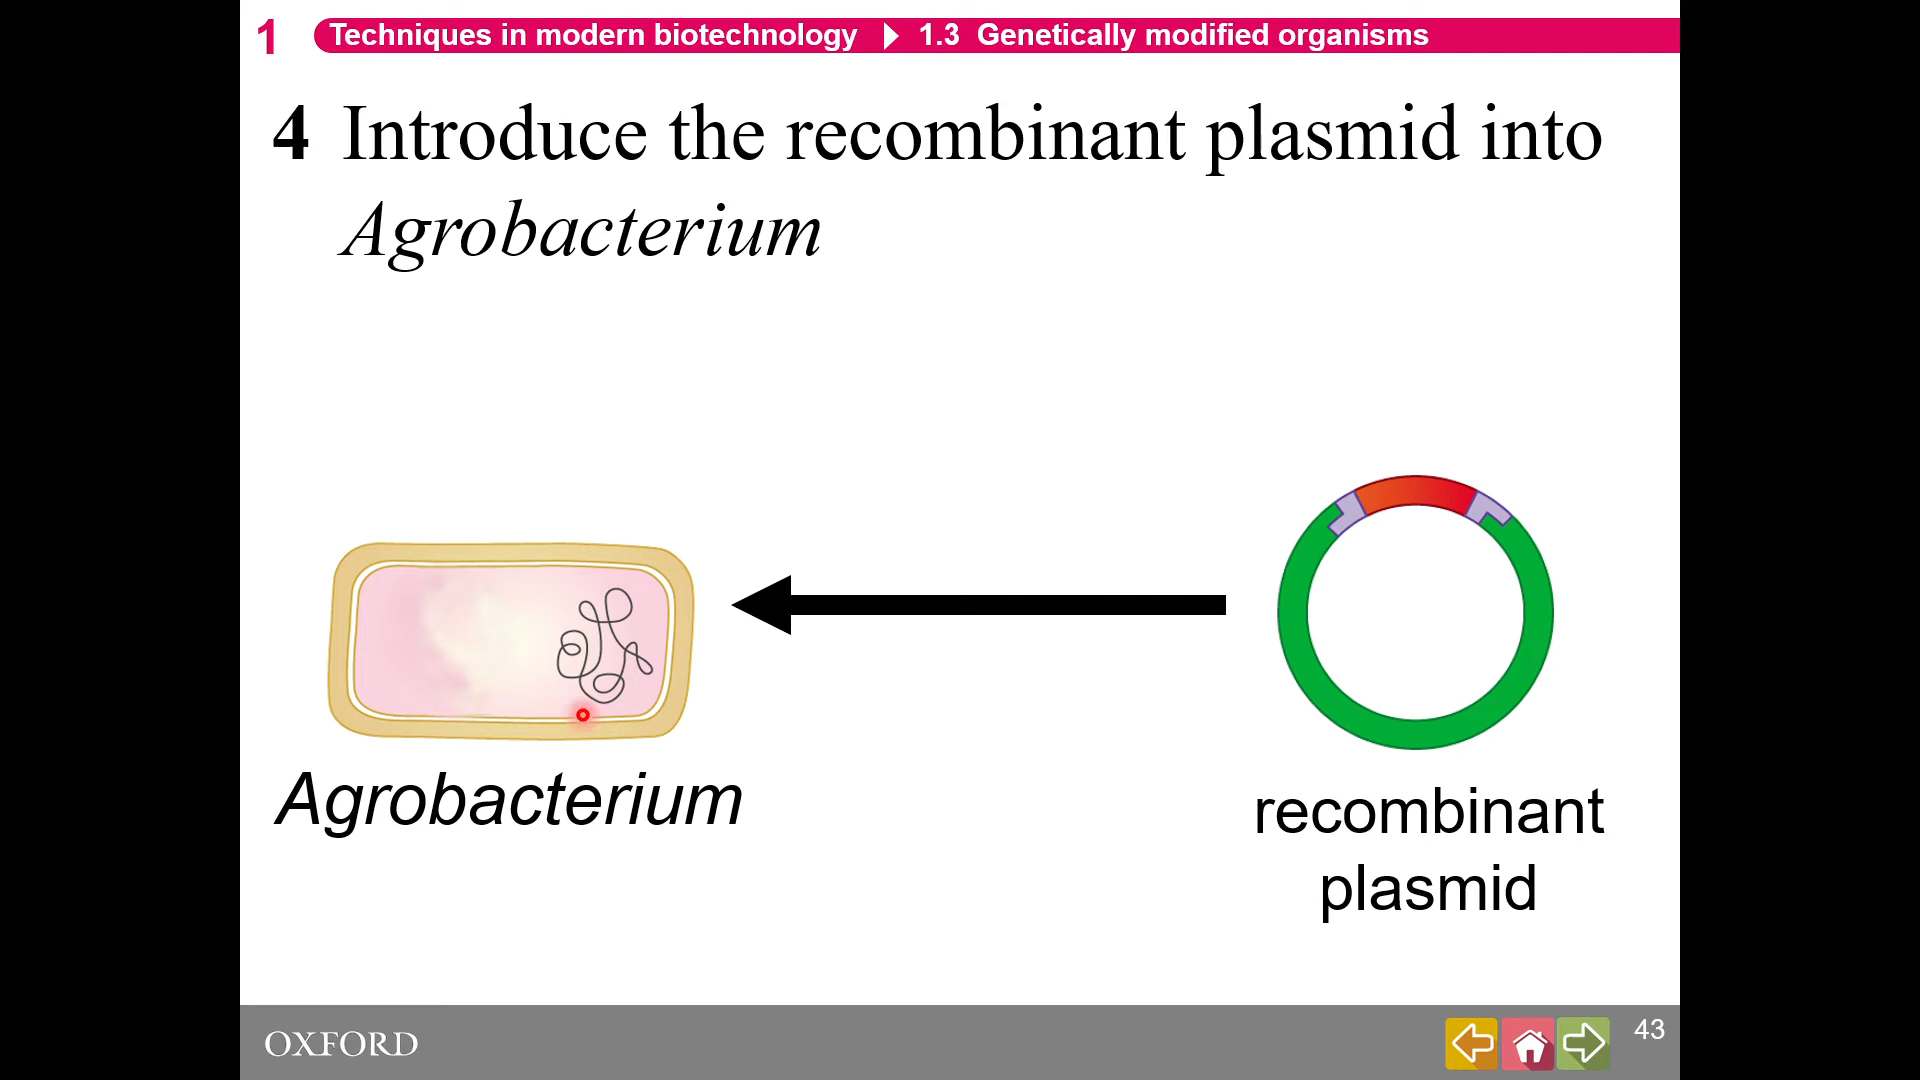 1 Techniques in modern biotechnology 1.3 Genetically modified organisms
4 Introduce the recombinant plasmid into
Agrobacterium
Agrobacterium
recombinant
plasmid
OXFORD
43